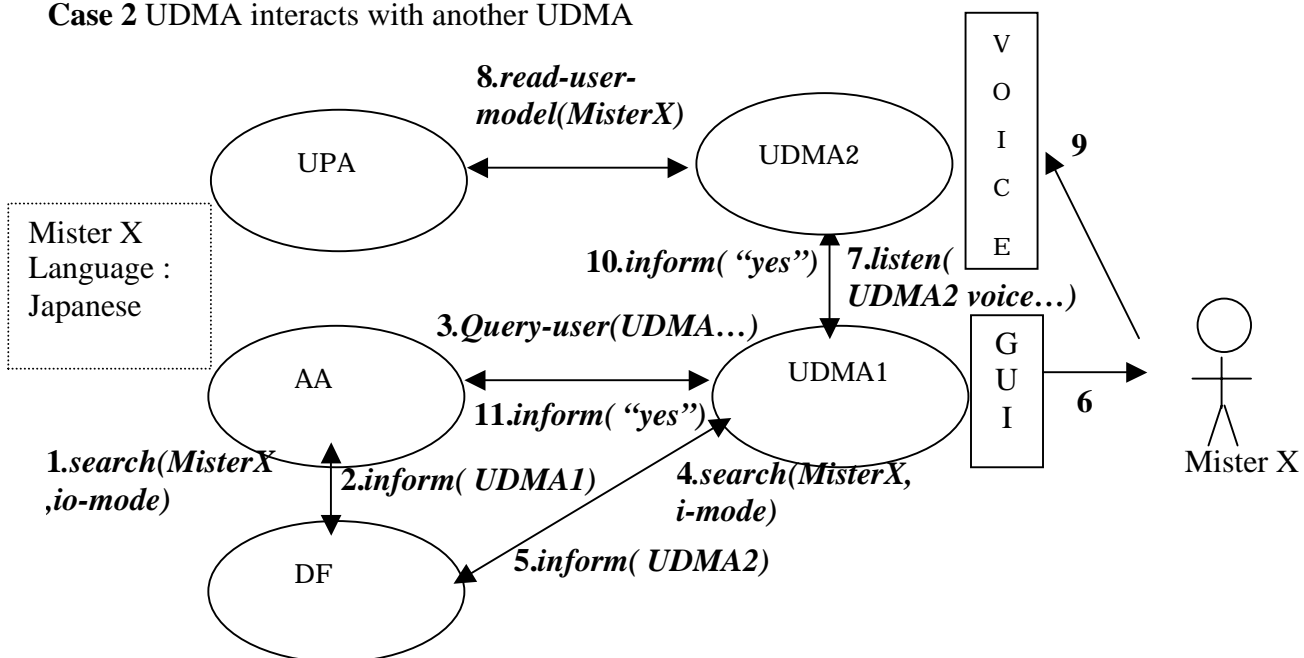 Case 2 UDMA interacts with another UDMA
8.read-user-
model(MisterX)
UPA
UDMA2
V
O
I
C
E
9
Mister X
Language :
Japanese
10.inform( “yes”)
7.listen(
UDMA2 voice…)
3.Query-user(UDMA…)
AA
UDMA1
G
U
I
6
11.inform( “yes”)
Mister X
1.search(MisterX
,io-mode)
2.inform( UDMA1)
4.search(MisterX,
i-mode)
5.inform( UDMA2)
DF